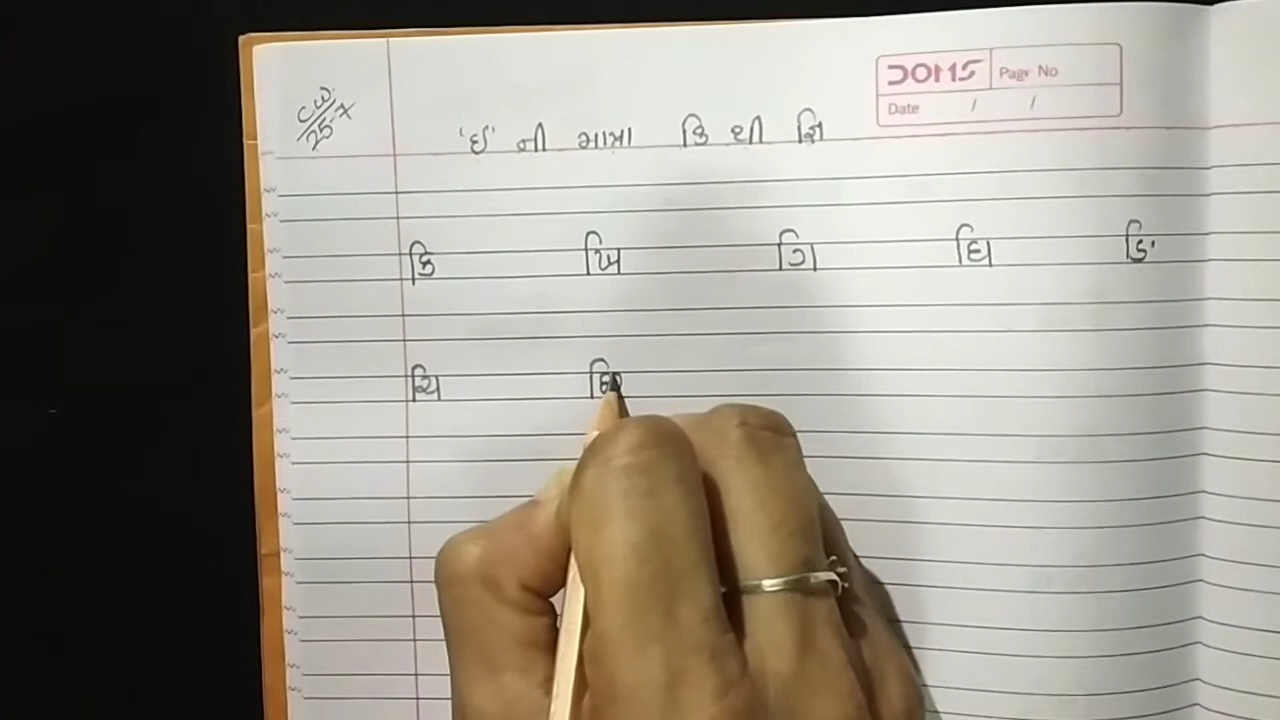 DOMS Page No
Date / /
CW.
25-7
'ઈ' ની માત્રા કિ થી જ્ઞિ
કિ ખિ ગિ ઘિ ઙિ
ચિ છિ